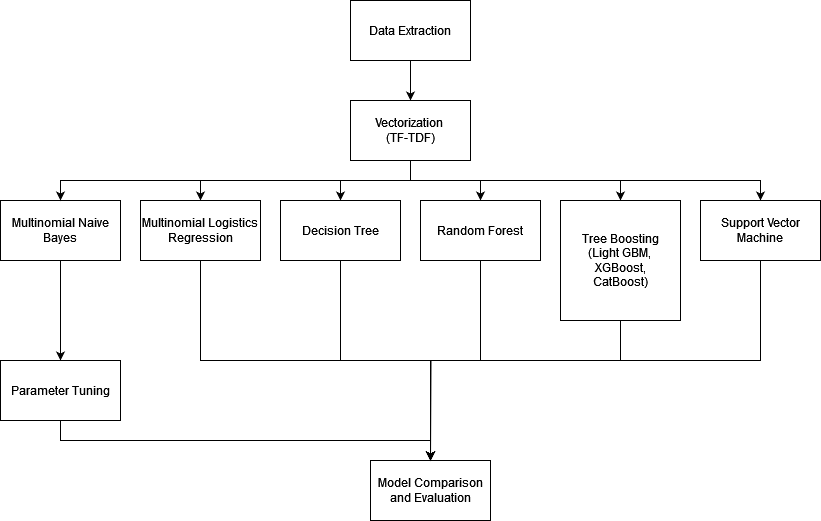 Data Extraction
Vectorization
(TF-TDF)
Multinomial Naive
Bayes
Multinomial Logistics
Regression
Decision Tree
Random Forest
Tree Boosting
(Light GBM,
XGBoost,
CatBoost)
Support Vector
Machine
Parameter Tuning
Model Comparison
and Evaluation